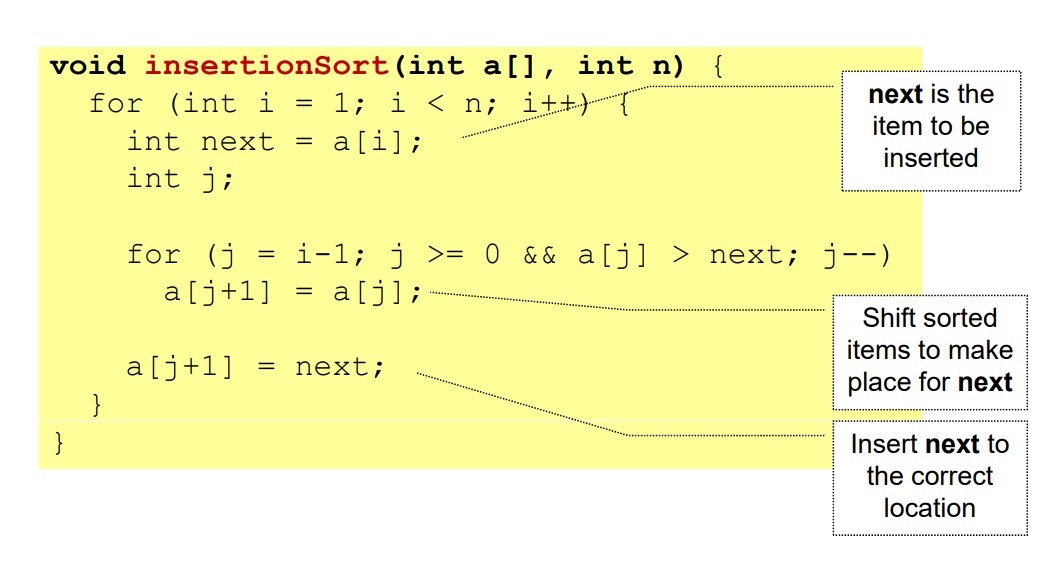 void insertionSort(int a[], int n) {
for (int i = 1; i < n; i++) {
int next = a[i];
int j;
for (j = i-1; j >= 0 && a[j] > next; j--)
a[j+1] = a[j];
a[j+1] = next;
}
}
next is the
item to be
inserted
Shift sorted
items to make
place for next
Insert next to
the correct
location